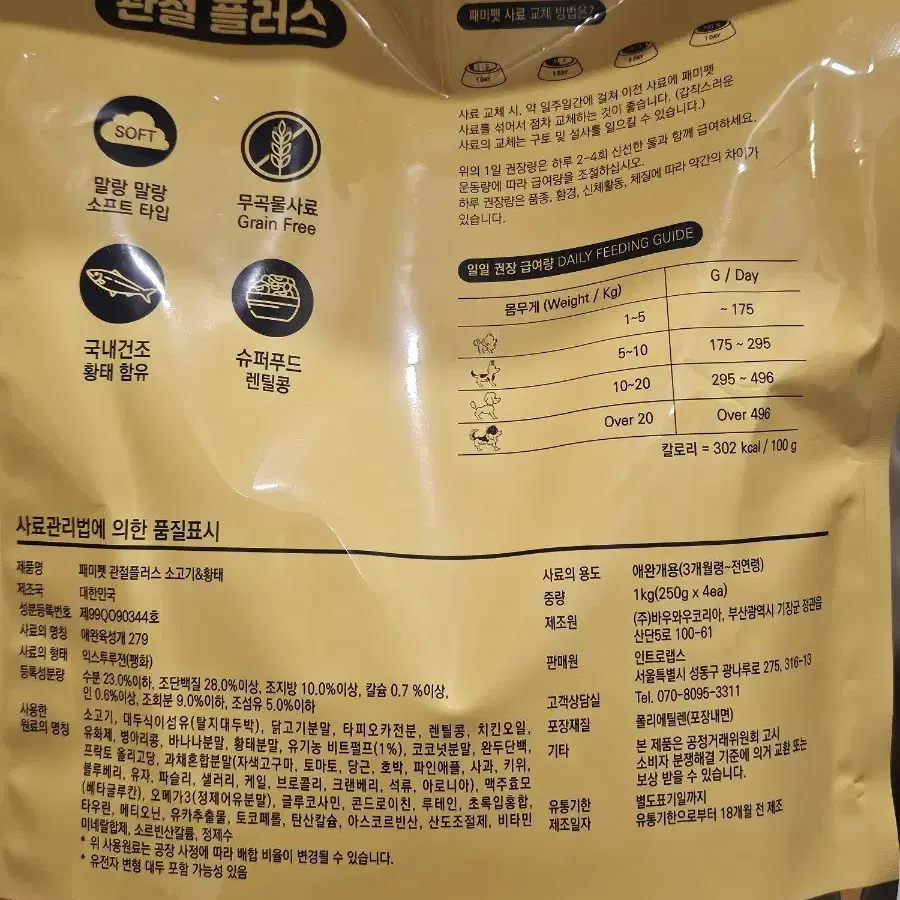 관절 플러스
SOFT
말랑 말랑
소프트 타입
무곡물사료
Grain Free
국내건조
황태 함유
슈퍼푸드
렌틸콩
패미펫 사료 교체 방법은?
1 DAY
사료 교체 시, 약 일주일간에 걸쳐 이전 사료에 패미펫
사료를 섞어서 점차 교체하는 것이 좋습니다. (갑작스러운
사료의 교체는 구토 및 설사를 일으킬 수 있습니다.)
위의 1일 권장량은 하루 2-4회 신선한 물과 함께 급여하세요.
운동량에 따라 급여량을 조절하십시오.
하루 권장량은 품종, 환경, 신체활동, 체질에 따라 약간의 차이가
있습니다.
일일 권장 급여량 DAILY FEEDING GUIDE
몸무게 (Weight / Kg) G / Day
1~5 ~ 175
5~10 175 ~ 295
10~20 295 ~ 496
Over 20 Over 496
칼로리 = 302 kcal / 100 g
사료관리법에 의한 품질표시
제품명 패미펫 관절플러스 소고기&황태
제조국 대한민국
성분등록번호 제99QO90344호
사료의 명칭 애완육성개 279
사료의 형태 익스투루젼(팽화)
등록성분량 수분 23.0%이하, 조단백질 28.0%이상, 조지방 10.0%이상, 칼슘 0.7 %이상,
인 0.6%이상, 조회분 9.0%이하, 조섬유 5.0%이하
사용한
원료의 명칭
소고기, 대두식이섬유(탈지대두박), 닭고기분말, 타피오카전분, 렌틸콩, 치킨오일,
유화제, 병아리콩, 바나나분말, 황태분말, 유기농 비트펄프(1%), 코코넛분말, 완두단백,
프락토 올리고당, 과채혼합분말(자색고구마, 토마토, 당근, 호박, 파인애플, 사과, 키위,
블루베리, 유자, 파슬리, 샐러리, 케일, 브로콜리, 크랜베리, 석류, 아로니아), 맥주효모
(베타글루칸), 오메가3(정제어유분말), 글루코사민, 콘드로이친, 루테인, 초록입홍합,
타우린, 메티오닌, 유카추출물, 토코페롤, 탄산칼슘, 아스코르빈산, 산도조절제, 비타민
미네랄합제, 소르빈산칼륨, 정제수
* 위 사용원료는 공장 사정에 따라 배합 비율이 변경될 수 있습니다.
* 유전자 변형 대두 포함 가능성 있음
사료의 용도 애완개용(3개월령~전연령)
중량 1kg(250g x 4ea)
제조원 (주)바우와우코리아, 부산광역시 기장군 정관읍
산단5로 100-61
판매원 인트로랩스
서울특별시 성동구 광나루로 275, 316-13
고객상담실 Tel. 070-8095-3311
포장재질 폴리에틸렌(포장내면)
기타 본 제품은 공정거래위원회 고시
소비자 분쟁해결 기준에 의거 교환 또는
보상 받을 수 있습니다.
유통기한 별도표기일까지
제조일자 유통기한으로부터 18개월 전 제조